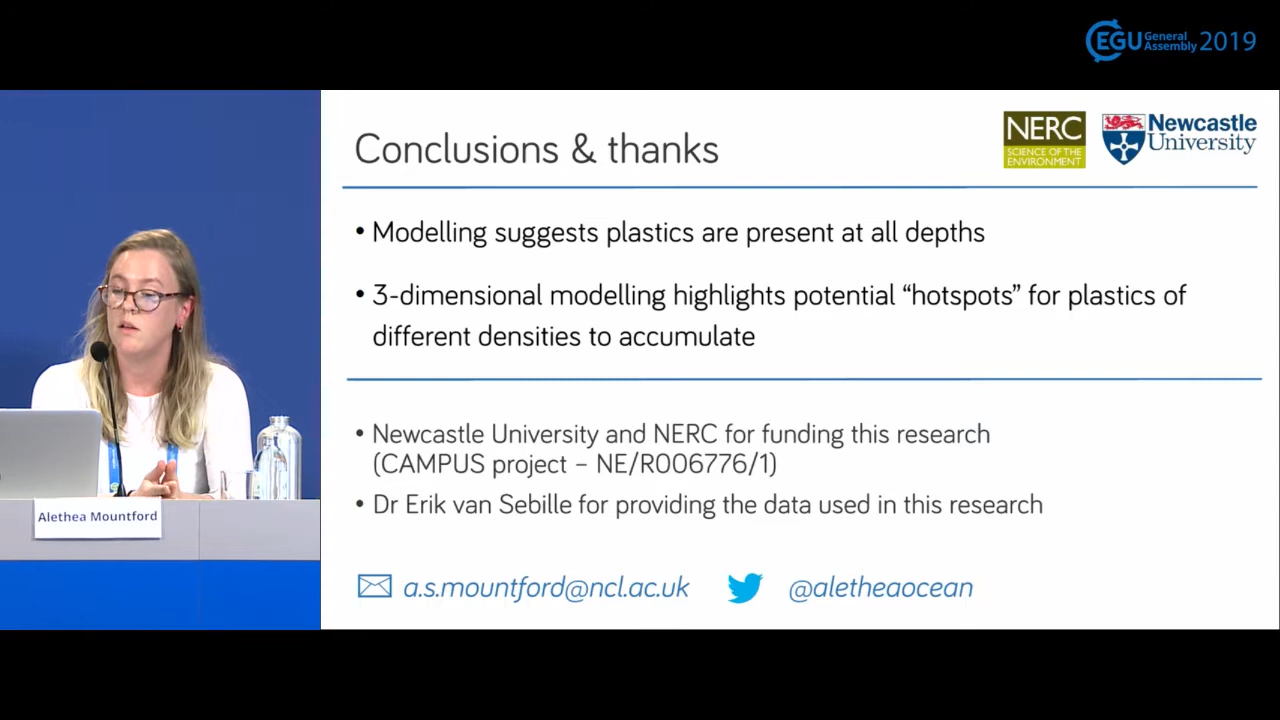 EGU General Assembly 2019
Conclusions & thanks
NERC
SCIENCE OF THE
ENVIRONMENT
Newcastle
University
• Modelling suggests plastics are present at all depths
• 3-dimensional modelling highlights potential “hotspots” for plastics of
different densities to accumulate
• Newcastle University and NERC for funding this research
(CAMPUS project – NE/R006776/1)
• Dr Erik van Sebille for providing the data used in this research
a.s.mountford@ncl.ac.uk @aletheaocean
Alethea Mountford